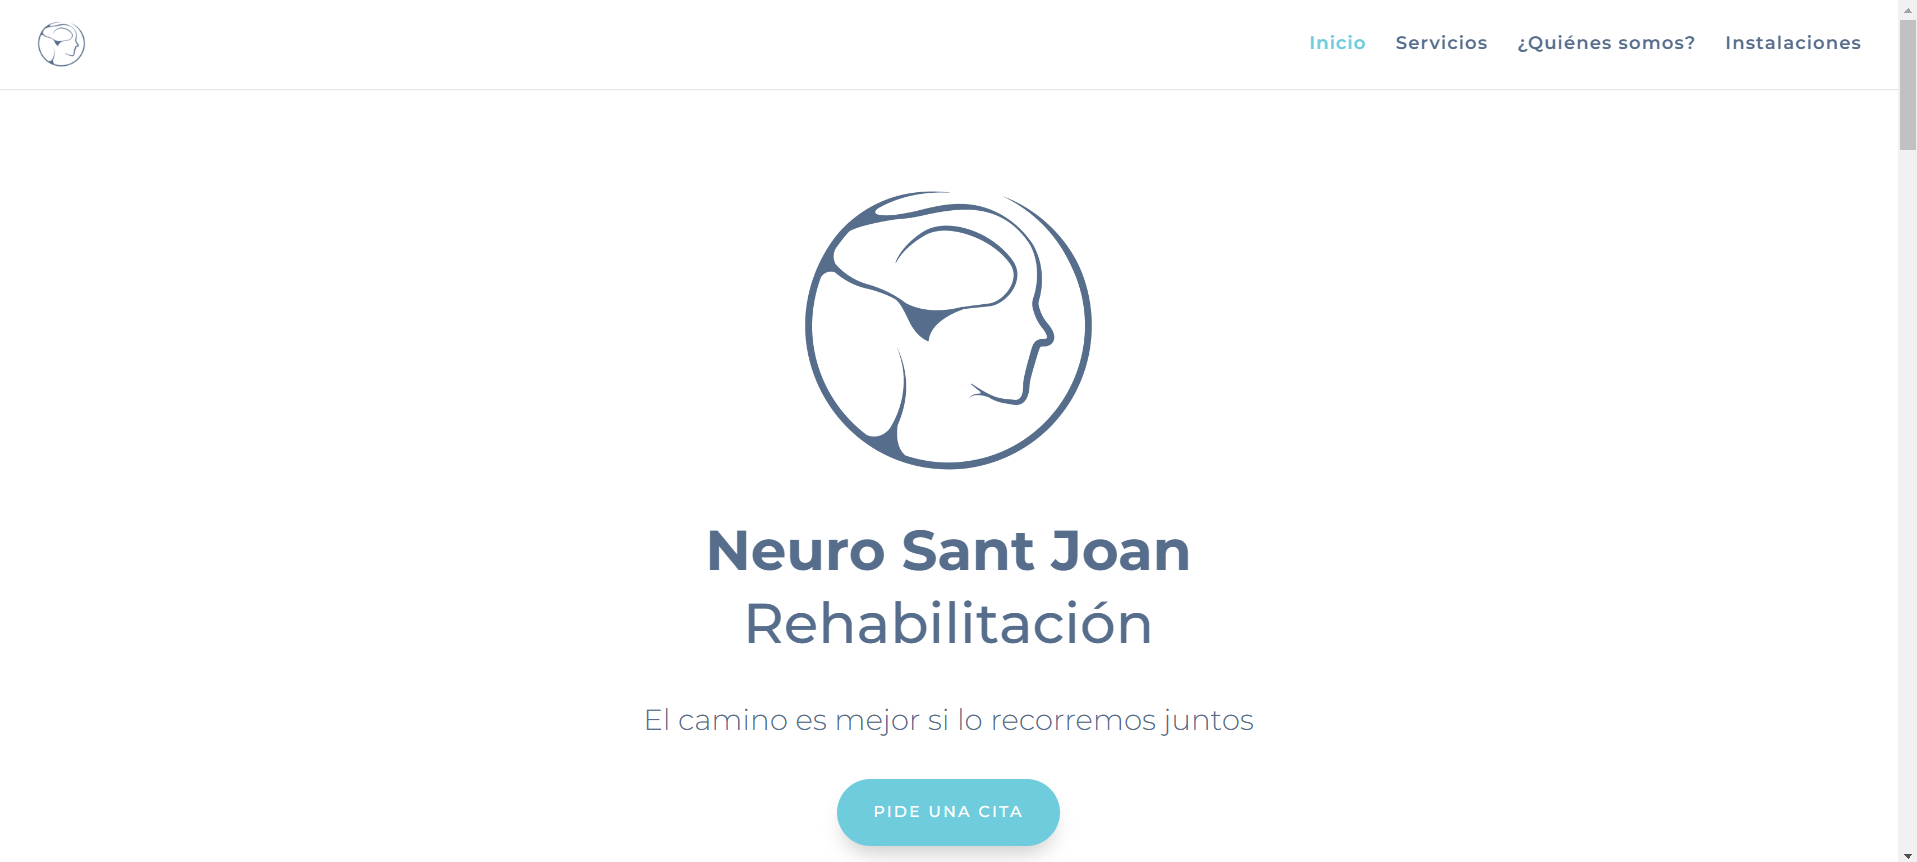 Inicio Servicios ¿Quiénes somos? Instalaciones
Neuro Sant Joan
Rehabilitación
El camino es mejor si lo recorremos juntos
PIDE UNA CITA